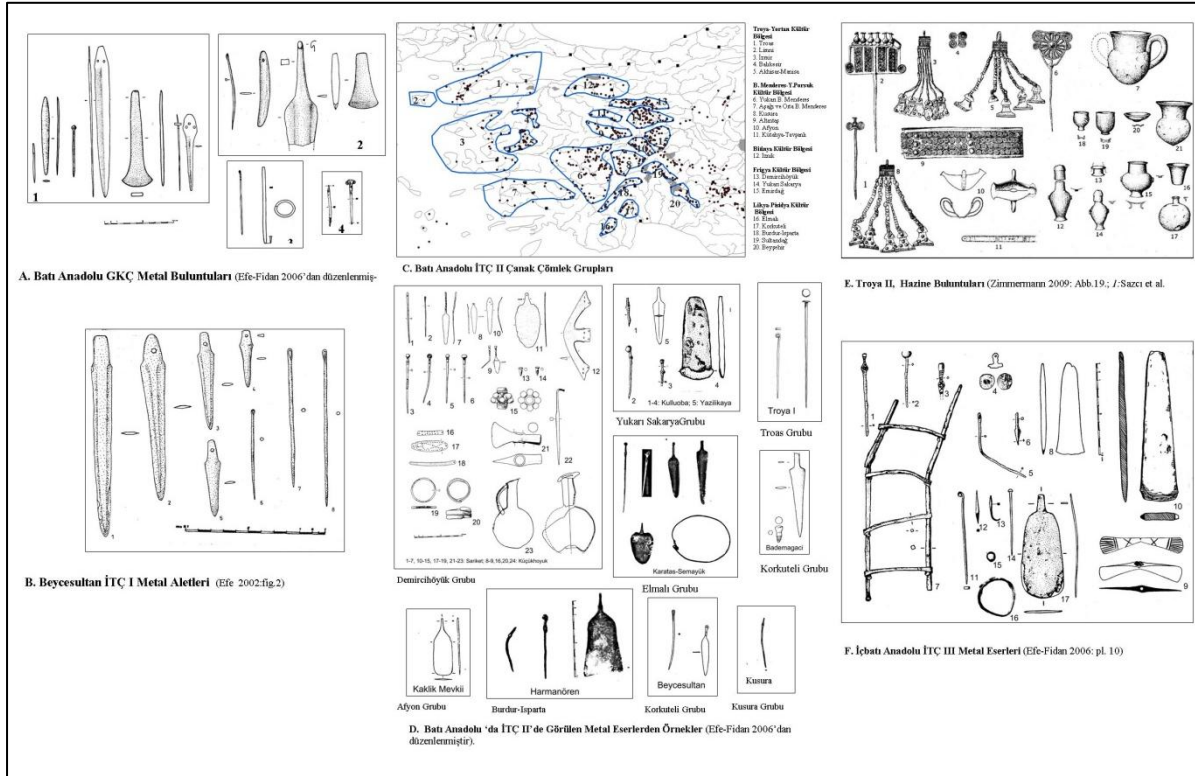 A. Batı Anadolu GKÇ Metal Buluntuları (Efe-Fidan 2006’dan düzenlenmiş-
1
2
3
4
B. Beycesultan İTÇ I Metal Aletleri (Efe 2002:fig.2)
C. Batı Anadolu İTÇ II Çanak Çömlek Grupları
Troya-Yortan Kültür
Bölgesi
1. Troas
2. Limni
3. İzmir
4. Balıkesir
5. Akhisar-Manisa
B. Menderes-Y.Porsuk
Kültür Bölgesi
6. Yukarı B. Menderes
7. Aşağı ve Orta B. Menderes
8. Kusura
9. Altıntaş
10. Afyon
11. Kütahya-Tavşanlı
Bitinya Kültür Bölgesi
12. İznik
Frigya Kültür Bölgesi
13. Demircihöyük
14. Yukarı Sakarya
15. Emirdağ
Likya Pisidya Kültür
Bölgesi
16. Elmalı
17. Korkuteli
18. Burdur-Isparta
19. Sultandağ
20. Beyşehir
1-7, 10-15, 17-19, 21-23: Sarıket; 8-9,16,20,24: Küçükhöyük
Demircihöyük Grubu
1-4: Kulluoba; 5: Yazilikaya
Yukarı SakaryaGrubu
Troya I
Troas Grubu
Karatas-Semayük
Elmalı Grubu
Bademagaci
Korkuteli Grubu
Kaklik Mevkii
Afyon Grubu
Harmanören
Burdur-Isparta
Beycesultan
Korkuteli Grubu
Kusura
Kusura Grubu
D. Batı Anadolu ‘da İTÇ II’de Görülen Metal Eserlerden Örnekler (Efe-Fidan 2006’dan
düzenlenmiştir).
E. Troya II, Hazine Buluntuları (Zimmermann 2009: Abb.19.; 1:Sazcı et al.
F. İçbatı Anadolu İTÇ III Metal Eserleri (Efe-Fidan 2006: pl. 10)